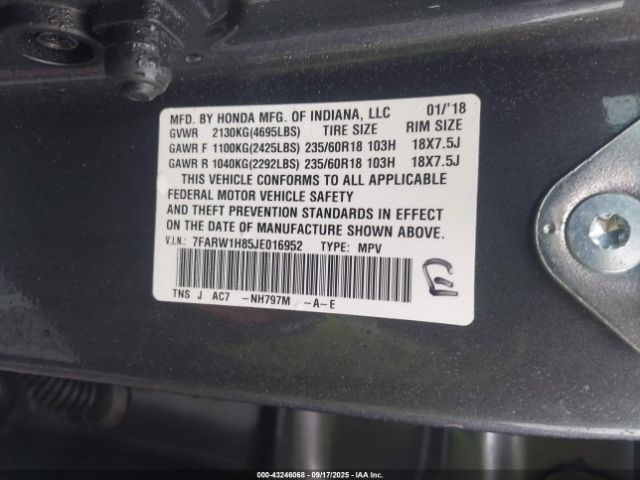 MFD. BY HONDA MFG. OF INDIANA, LLC 01/'18
GVWR 2130KG(4695LBS) TIRE SIZE RIM SIZE
GAWR F 1100KG(2425LBS) 235/60R18 103H 18X7.5J
GAWR R 1040KG(2292LBS) 235/60R18 103H 18X7.5J
THIS VEHICLE CONFORMS TO ALL APPLICABLE
FEDERAL MOTOR VEHICLE SAFETY
AND THEFT PREVENTION STANDARDS IN EFFECT
ON THE DATE OF MANUFACTURE SHOWN ABOVE.
V.I.N.: 7FARW1H85JE016952 TYPE: MPV
TNS J AC7 -NH797M -A-E
000-43246068 - 09/17/2025 - IAAI.com